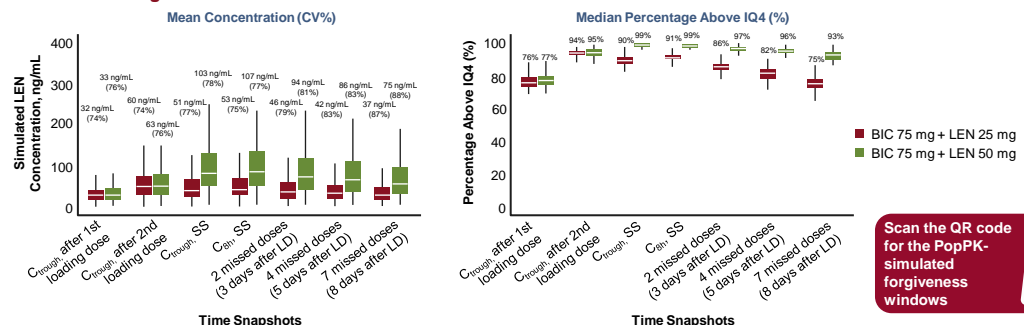 Mean Concentration (CV%)
Simulated LEN
Concentration, ng/mL
400
300
200
100
0
32 ng/mL
(74%)
33 ng/mL
(76%)
60 ng/mL
(74%)
63 ng/mL
(76%)
51 ng/mL
(77%)
103 ng/mL
(78%)
53 ng/mL
(75%)
107 ng/mL
(77%)
46 ng/mL
(79%)
94 ng/mL
(81%)
42 ng/mL
(83%)
86 ng/mL
(83%)
37 ng/mL
(87%)
75 ng/mL
(88%)
Ctrough, after 1st
loading dose
Ctrough, after 2nd
loading dose
Ctrough, SS
C8h, SS
2 missed doses
(3 days after LD)
4 missed doses
(5 days after LD)
7 missed doses
(8 days after LD)
Time Snapshots
Median Percentage Above IQ4 (%)
Percentage Above IQ4 (%)
100
80
60
40
20
0
76%
77%
94%
95%
90%
99%
91%
99%
86%
97%
82%
96%
75%
93%
Ctrough, after 1st
loading dose
Ctrough, after 2nd
loading dose
Ctrough, SS
C8h, SS
2 missed doses
(3 days after LD)
4 missed doses
(5 days after LD)
7 missed doses
(8 days after LD)
Time Snapshots
BIC 75 mg + LEN 25 mg
BIC 75 mg + LEN 50 mg
Scan the QR code
for the PopPK-
simulated
forgiveness
windows